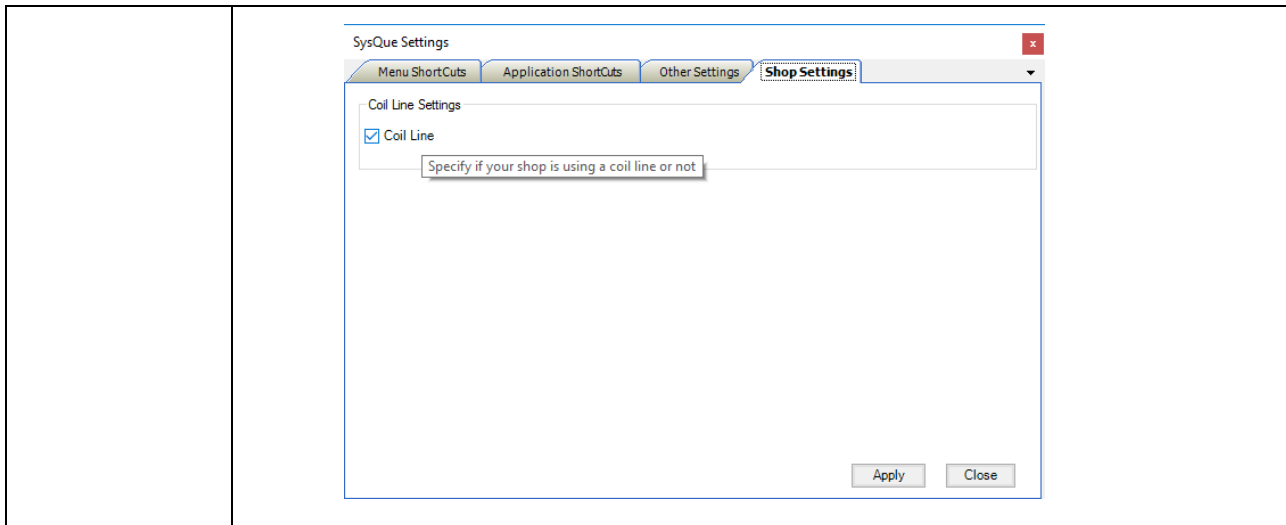 SysQue Settings
x
Menu ShortCuts Application ShortCuts Other Settings Shop Settings
Coil Line Settings
Coil Line
Specify if your shop is using a coil line or not
Apply Close